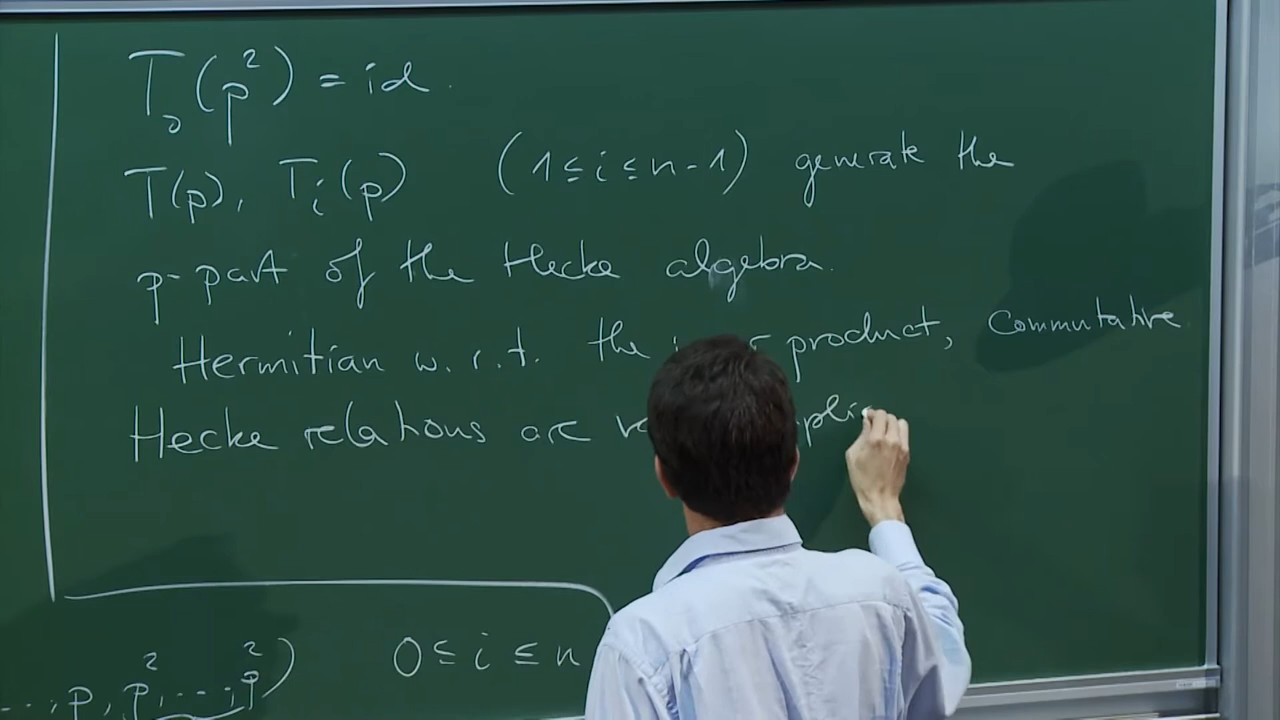 T₀(p²) = id.
T(p), Tᵢ(p) (1 ≤ i ≤ n-1) generate the
p-part of the Hecke algebra.
Hermitian w.r.t. the product, commutative
Hecke relations are
..., p, p², ..., p²) 0 ≤ i ≤ n